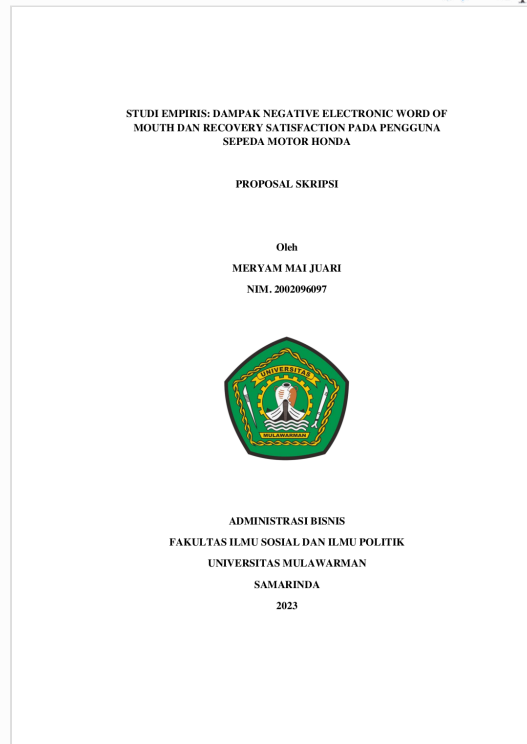 STUDI EMPIRIS: DAMPAK NEGATIVE ELECTRONIC WORD OF
MOUTH DAN RECOVERY SATISFACTION PADA PENGGUNA
SEPEDA MOTOR HONDA
PROPOSAL SKRIPSI
Oleh
MERYAM MAI JUARI
NIM. 2002096097
UNIVERSITAS
MULAWARMAN
ADMINISTRASI BISNIS
FAKULTAS ILMU SOSIAL DAN ILMU POLITIK
UNIVERSITAS MULAWARMAN
SAMARINDA
2023